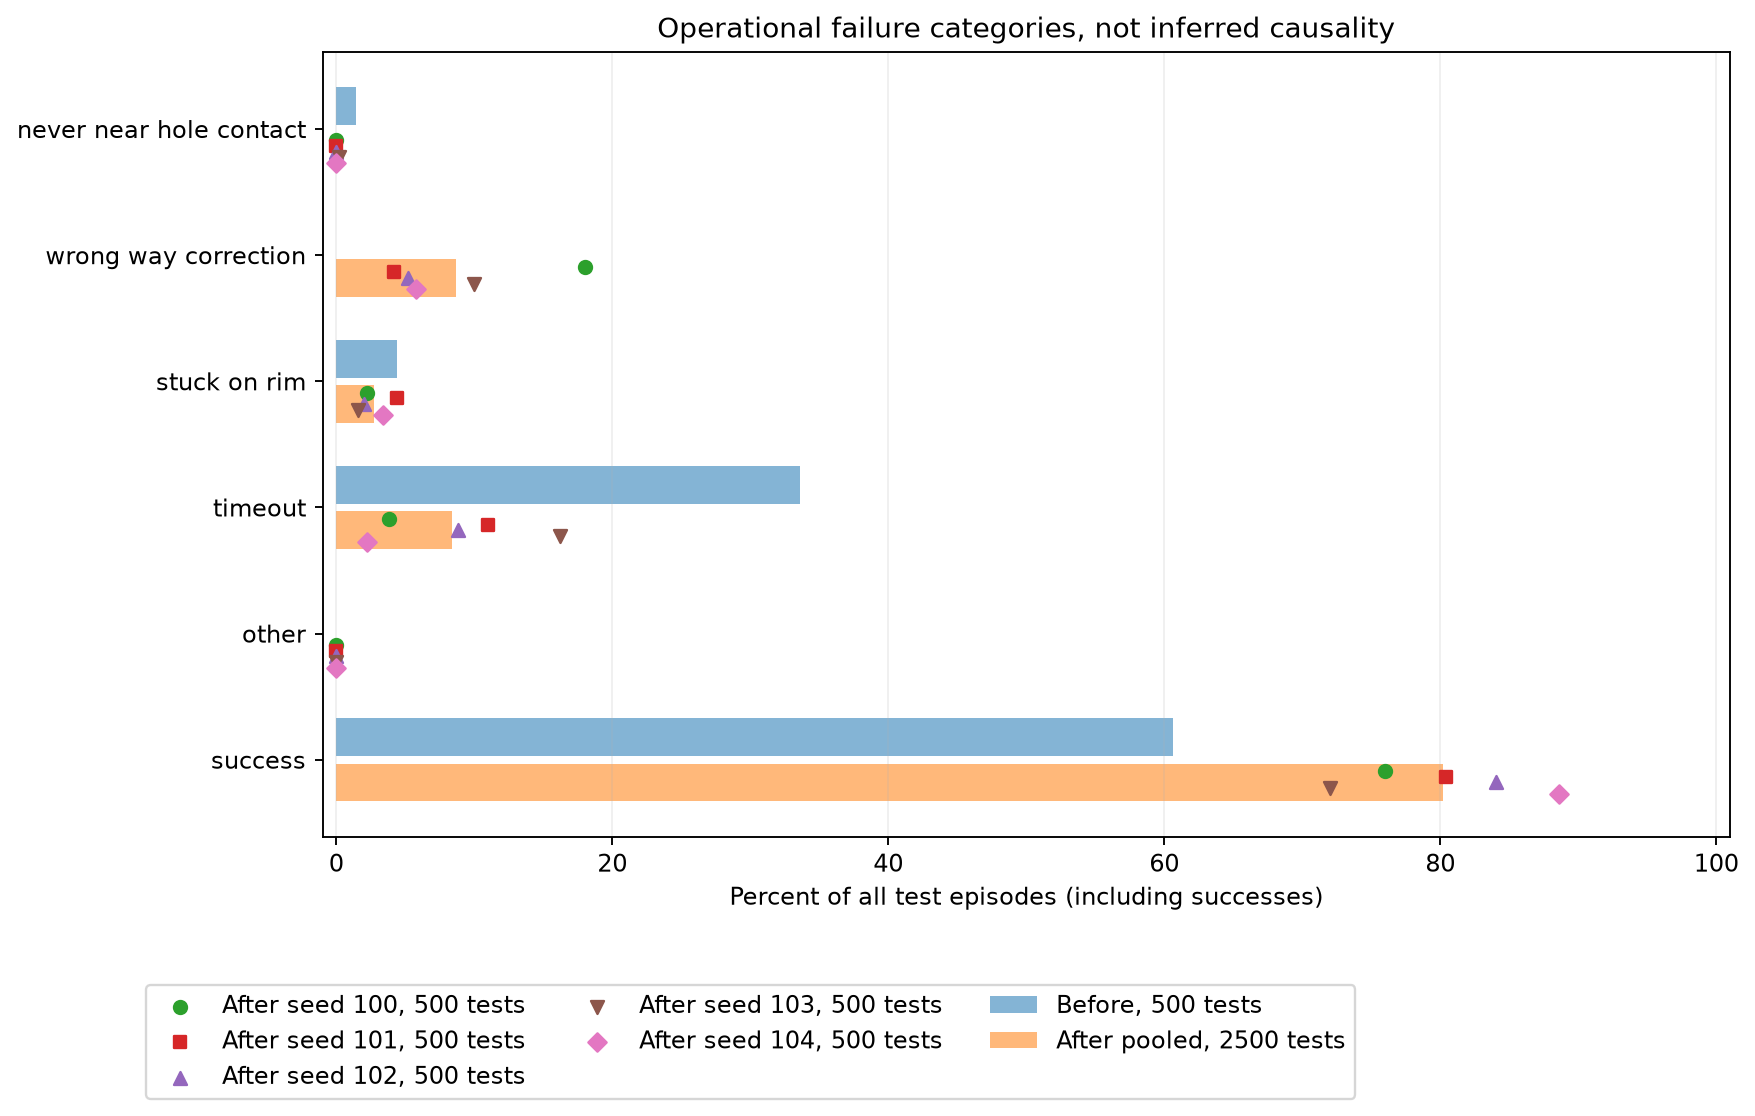 Operational failure categories, not inferred causality
never near hole contact
wrong way correction
stuck on rim
timeout
other
success
0 20 40 60 80 100
Percent of all test episodes (including successes)
After seed 100, 500 tests
After seed 101, 500 tests
After seed 102, 500 tests
After seed 103, 500 tests
After seed 104, 500 tests
Before, 500 tests
After pooled, 2500 tests